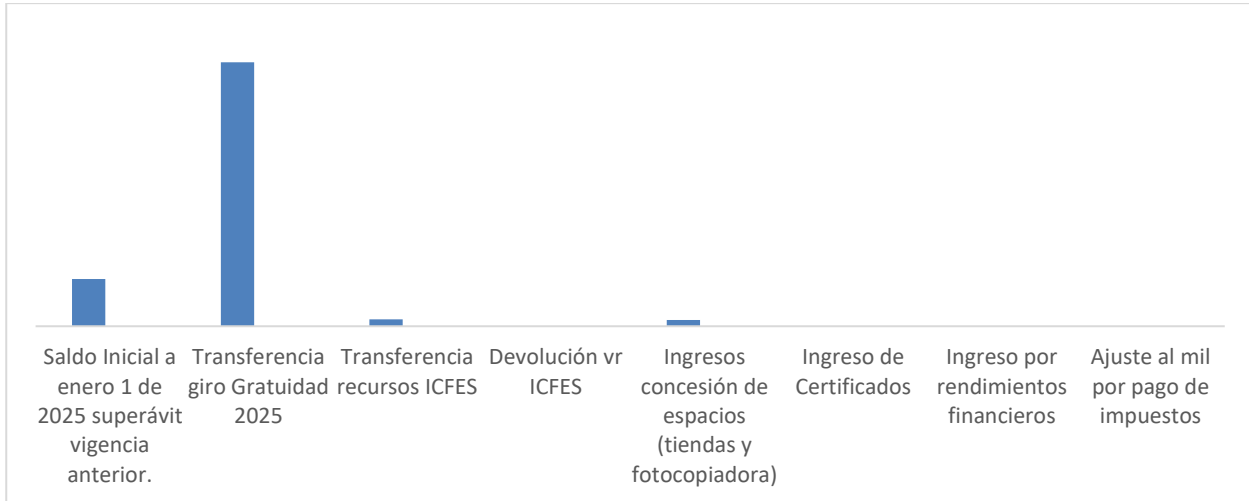 Saldo Inicial a
enero 1 de
2025 superávit
vigencia
anterior.
Transferencia
giro Gratuidad
2025
Transferencia
recursos ICFES
Devolución vr
ICFES
Ingresos
concesión de
espacios
(tiendas y
fotocopiadora)
Ingreso de
Certificados
Ingreso por
rendimientos
financieros
Ajuste al mil
por pago de
impuestos